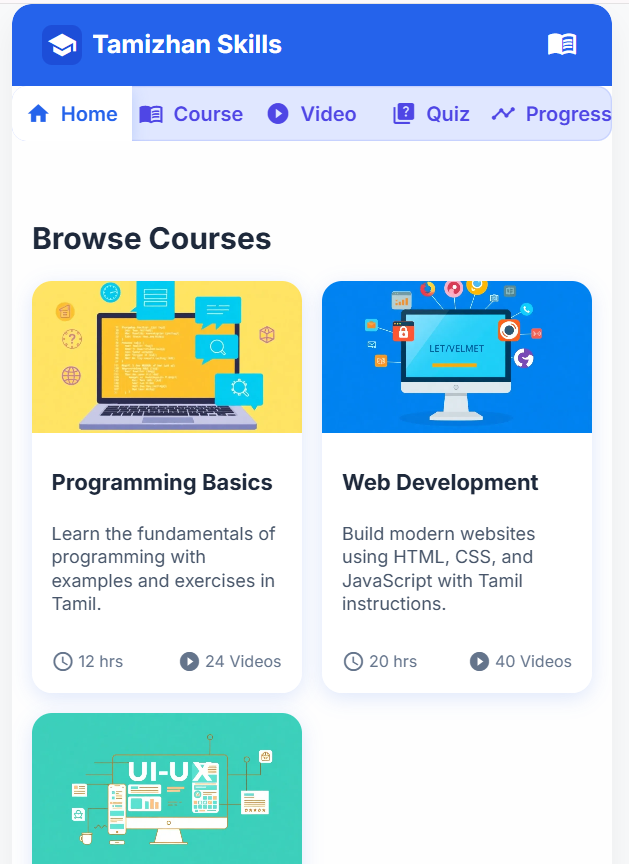 Tamizhan Skills
Home Course Video Quiz Progress
Browse Courses
LET/VELMET
Programming Basics
Learn the fundamentals of
programming with
examples and exercises in
Tamil.
12 hrs 24 Videos
Web Development
Build modern websites
using HTML, CSS, and
JavaScript with Tamil
instructions.
20 hrs 40 Videos
UI-UX